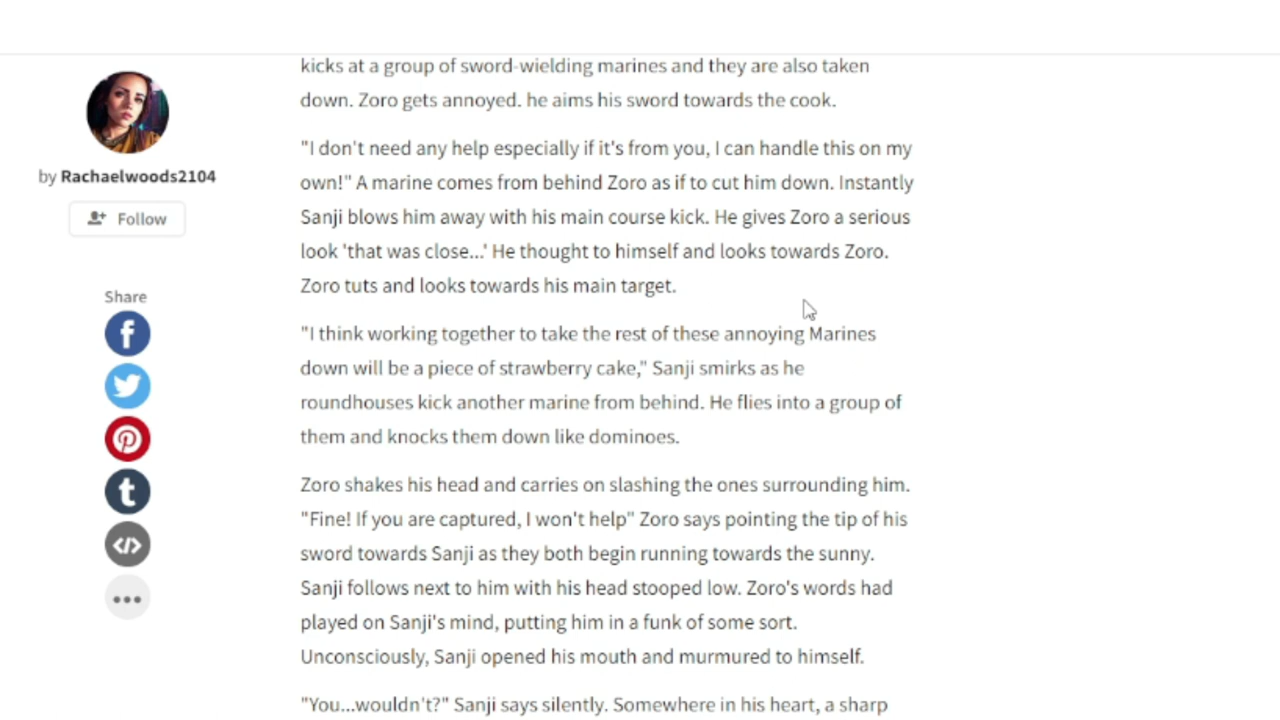 kicks at a group of sword-wielding marines and they are also taken
down. Zoro gets annoyed. he aims his sword towards the cook.
by Rachaelwoods2104
Follow
Share
"I don't need any help especially if it's from you, I can handle this on my
own!" A marine comes from behind Zoro as if to cut him down. Instantly
Sanji blows him away with his main course kick. He gives Zoro a serious
look 'that was close...' He thought to himself and looks towards Zoro.
Zoro tuts and looks towards his main target.
"I think working together to take the rest of these annoying Marines
down will be a piece of strawberry cake," Sanji smirks as he
roundhouses kick another marine from behind. He flies into a group of
them and knocks them down like dominoes.
Zoro shakes his head and carries on slashing the ones surrounding him.
"Fine! If you are captured, I won't help" Zoro says pointing the tip of his
sword towards Sanji as they both begin running towards the sunny.
Sanji follows next to him with his head stooped low. Zoro's words had
played on Sanji's mind, putting him in a funk of some sort.
Unconsciously, Sanji opened his mouth and murmured to himself.
"You...wouldn't?" Sanji says silently. Somewhere in his heart, a sharp